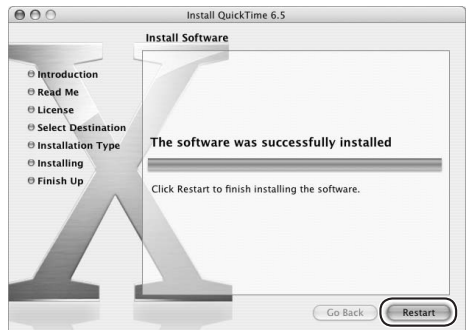 Install QuickTime 6.5
Install Software
Introduction
Read Me
License
Select Destination
Installation Type
Installing
Finish Up
The software was successfully installed
Click Restart to finish installing the software.
Go Back
Restart